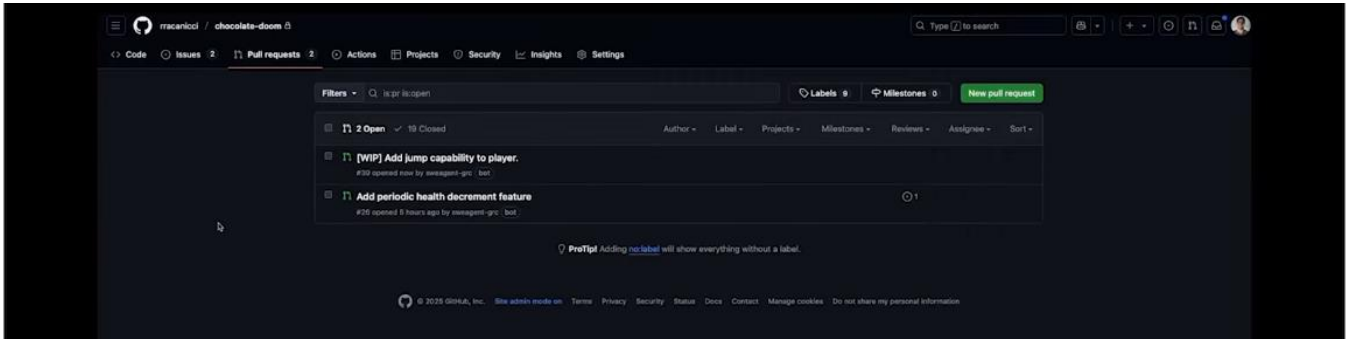 rracanicci / chocolate-doom
Type / to search
Code Issues 2 Pull requests 2 Actions Projects Security Insights Settings
Filters is:pr is:open Labels 9 Milestones 0 New pull request
2 Open 19 Closed Author Label Projects Milestones Reviews Assignee Sort
[WIP] Add jump capability to player.
#39 opened now by sweagent-grc bot
Add periodic health decrement feature 1
#26 opened 5 hours ago by sweagent-grc bot
ProTip! Adding no:label will show everything without a label.
© 2025 GitHub, Inc. Site admin mode on Terms Privacy Security Status Docs Contact Manage cookies Do not share my personal information